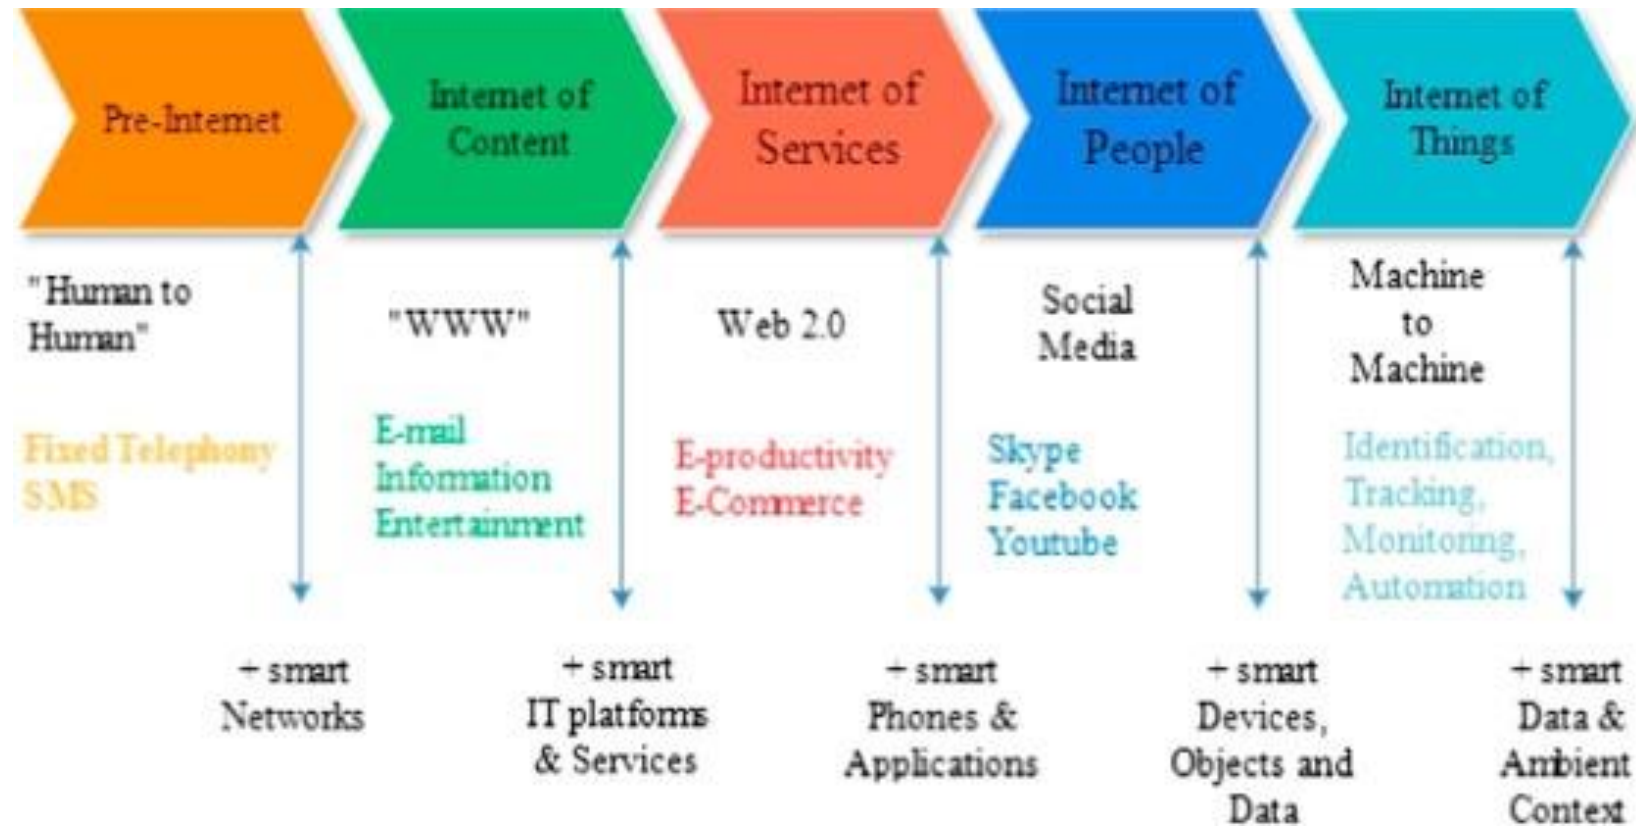 Pre-Internet
Internet of
Content
Internet of
Services
Internet of
People
Internet of
Things
"Human to
Human"
"WWW"
Web 2.0
Social
Media
Machine
to
Machine
Fixed Telephony
SMS
E-mail
Information
Entertainment
E-productivity
E-Commerce
Skype
Facebook
Youtube
Identification,
Tracking,
Monitoring,
Automation
+ smart
Networks
+ smart
IT platforms
& Services
+ smart
Phones &
Applications
+ smart
Devices,
Objects and
Data
+ smart
Data &
Ambient
Context